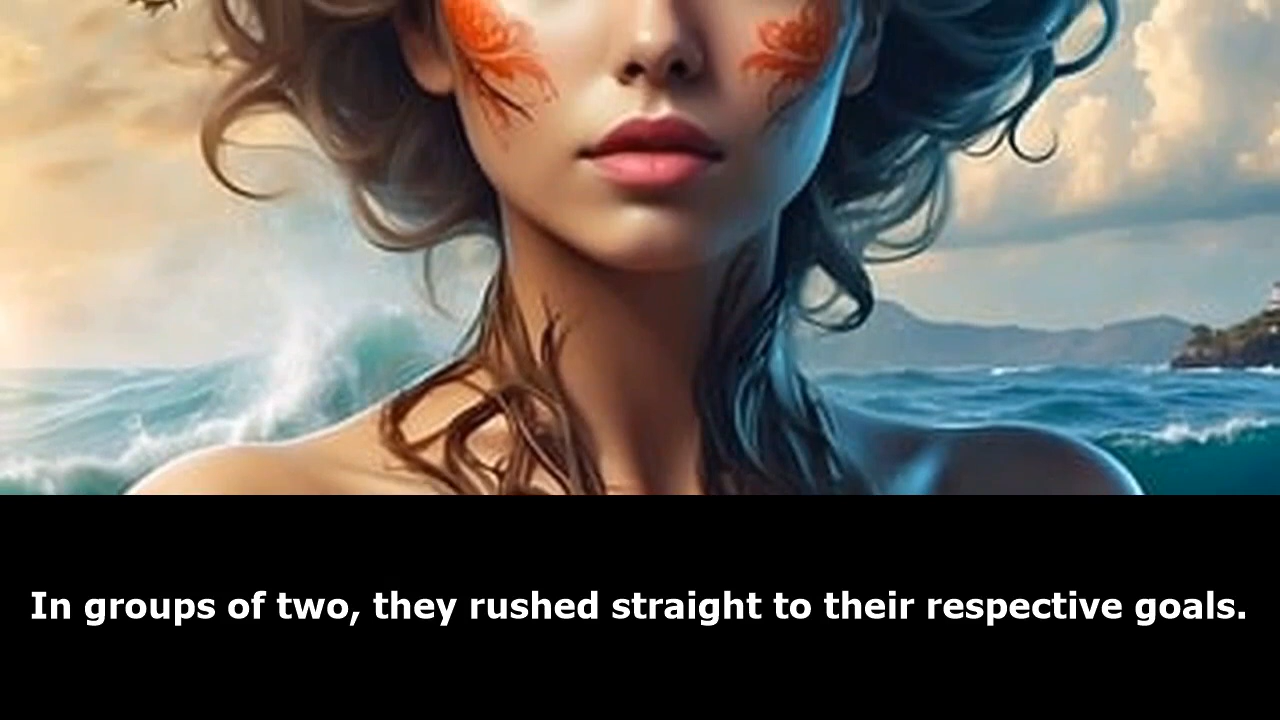 In groups of two, they rushed straight to their respective goals.